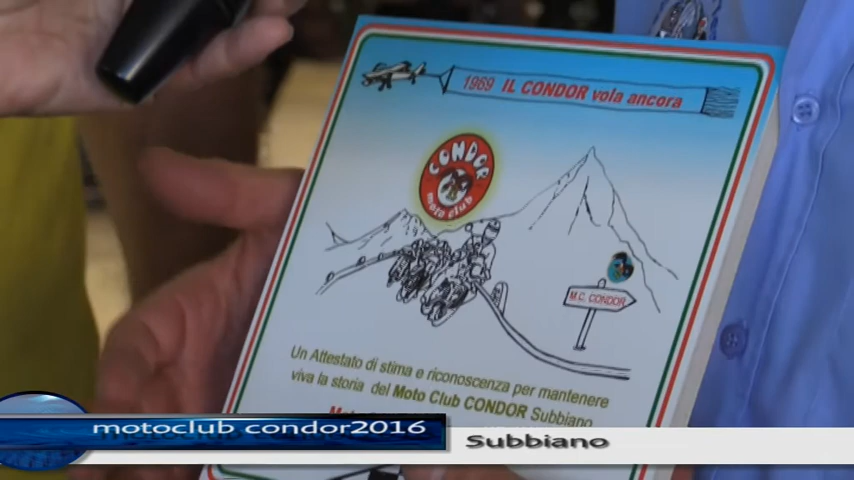 1969 IL CONDOR vola ancora
CONDOR
moto club
M.C. CONDOR
Un Attestato di stima e riconoscenza per mantenere
viva la storia del Moto Club CONDOR Subbiano
motoclub condor2016
Subbiano